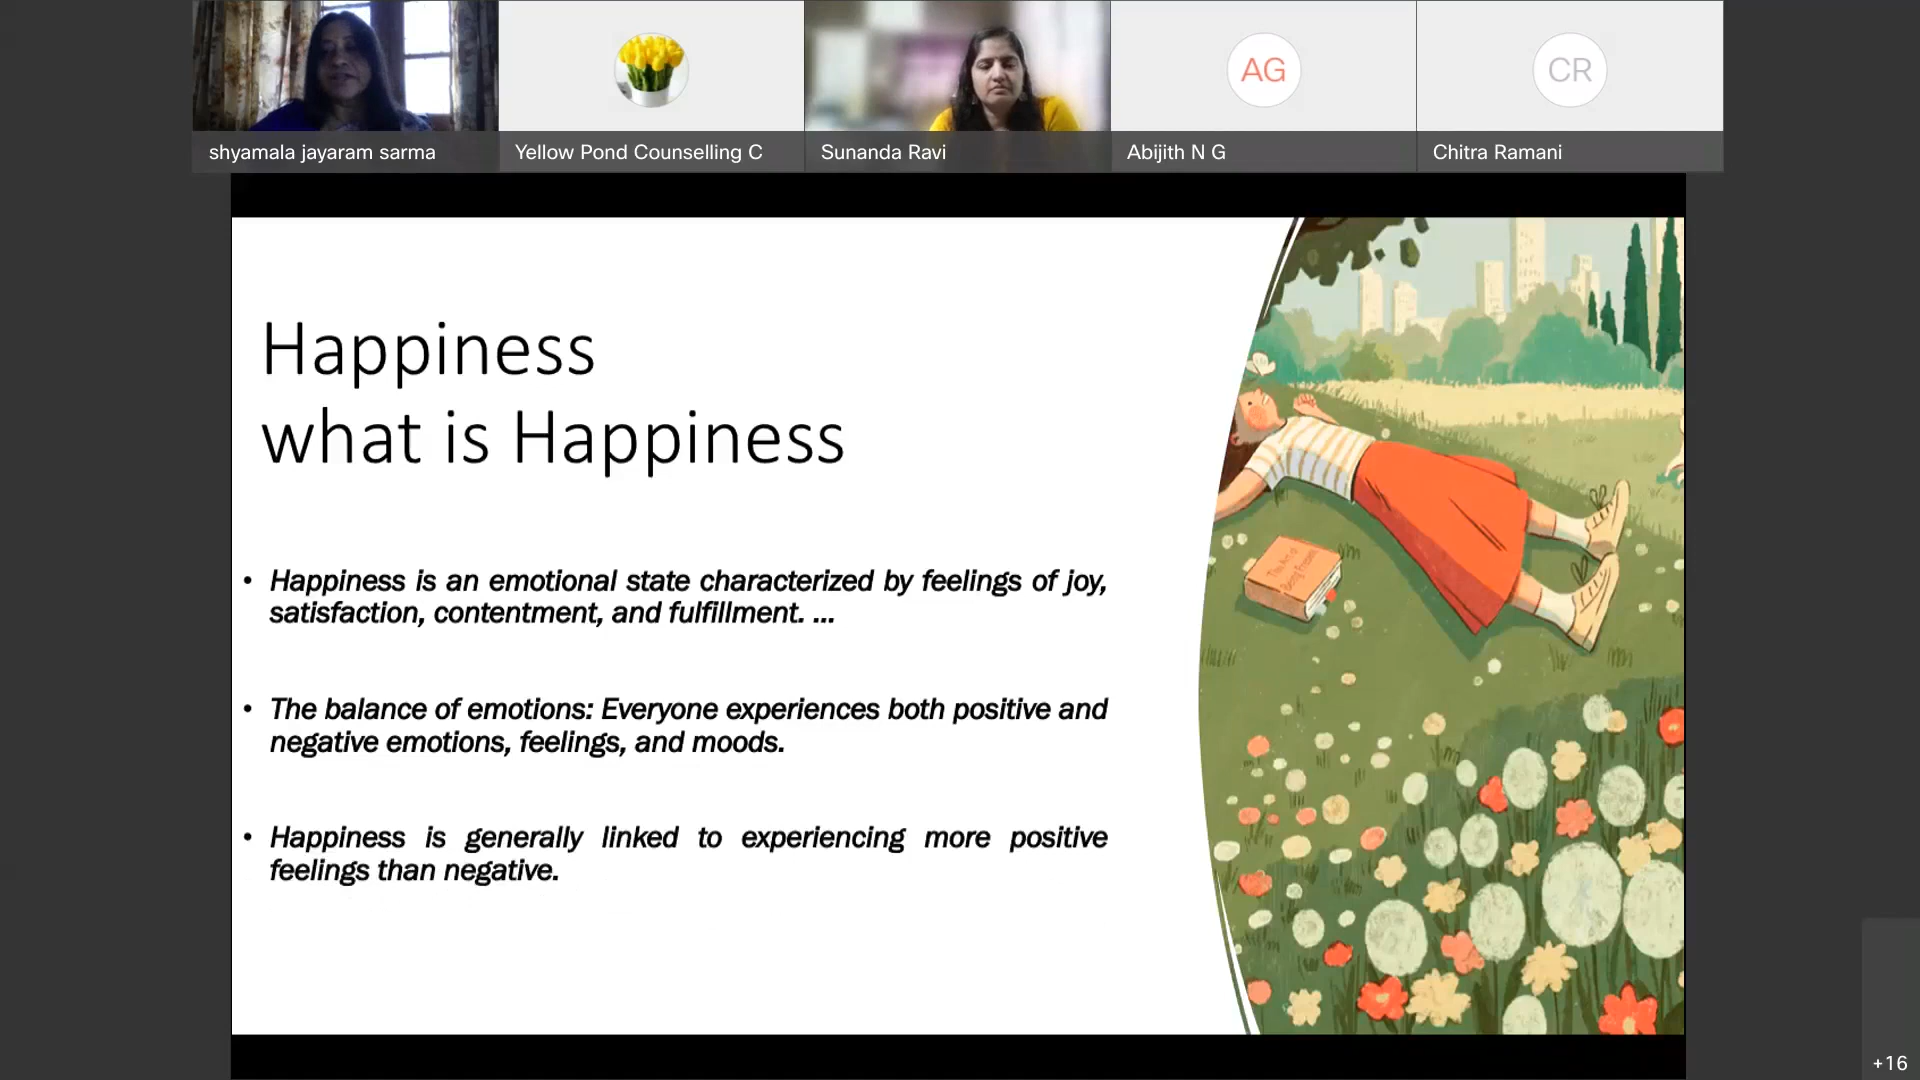 shyamala jayaram sarma
Yellow Pond Counselling C
Sunanda Ravi
AG
Abijith N G
CR
Chitra Ramani
Happiness
what is Happiness
• Happiness is an emotional state characterized by feelings of joy,
satisfaction, contentment, and fulfillment. ...
• The balance of emotions: Everyone experiences both positive and
negative emotions, feelings, and moods.
• Happiness is generally linked to experiencing more positive
feelings than negative.
+16